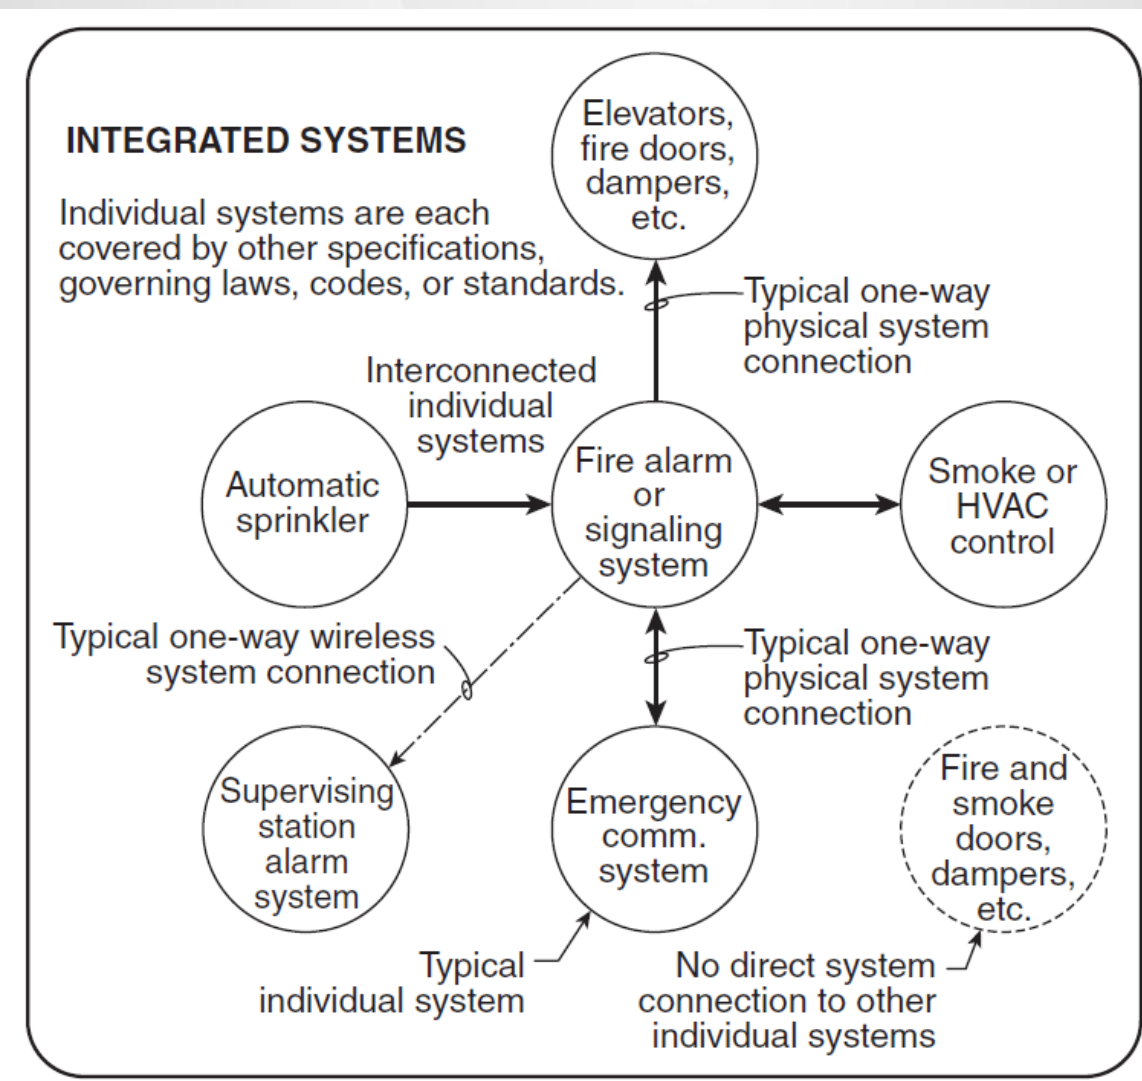 INTEGRATED SYSTEMS
Individual systems are each
covered by other specifications,
governing laws, codes, or standards.
Elevators,
fire doors,
dampers,
etc.
Typical one-way
physical system
connection
Interconnected
individual
systems
Automatic
sprinkler
Fire alarm
or
signaling
system
Smoke or
HVAC
control
Typical one-way wireless
system connection
Typical one-way
physical system
connection
Supervising
station
alarm
system
Emergency
comm.
system
Fire and
smoke
doors,
dampers,
etc.
Typical
individual system
No direct system
connection to other
individual systems